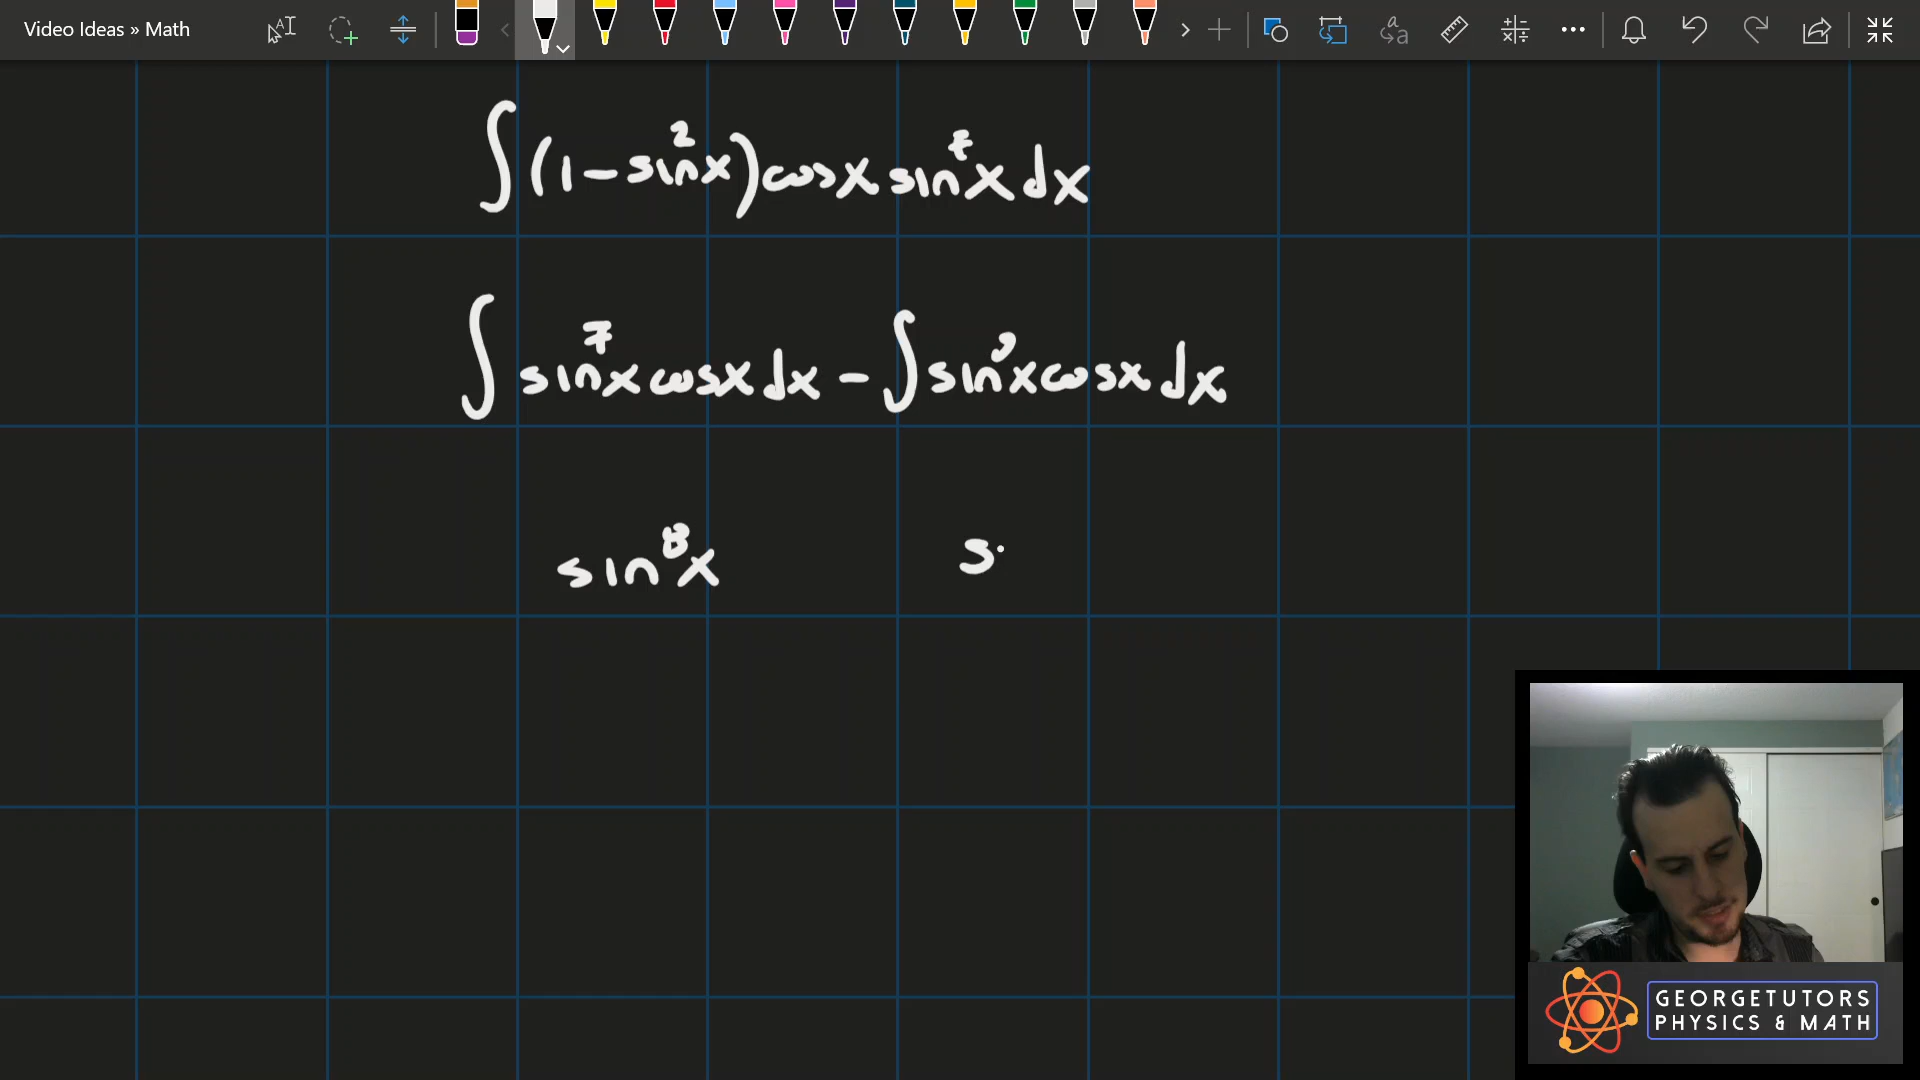 Video Ideas » Math
∫(1-sin²x)cosx sin⁷x dx
∫sin⁷x cosx dx - ∫sin⁹x cosx dx
sin⁸x s
GEORGETUTORS
PHYSICS & MATH